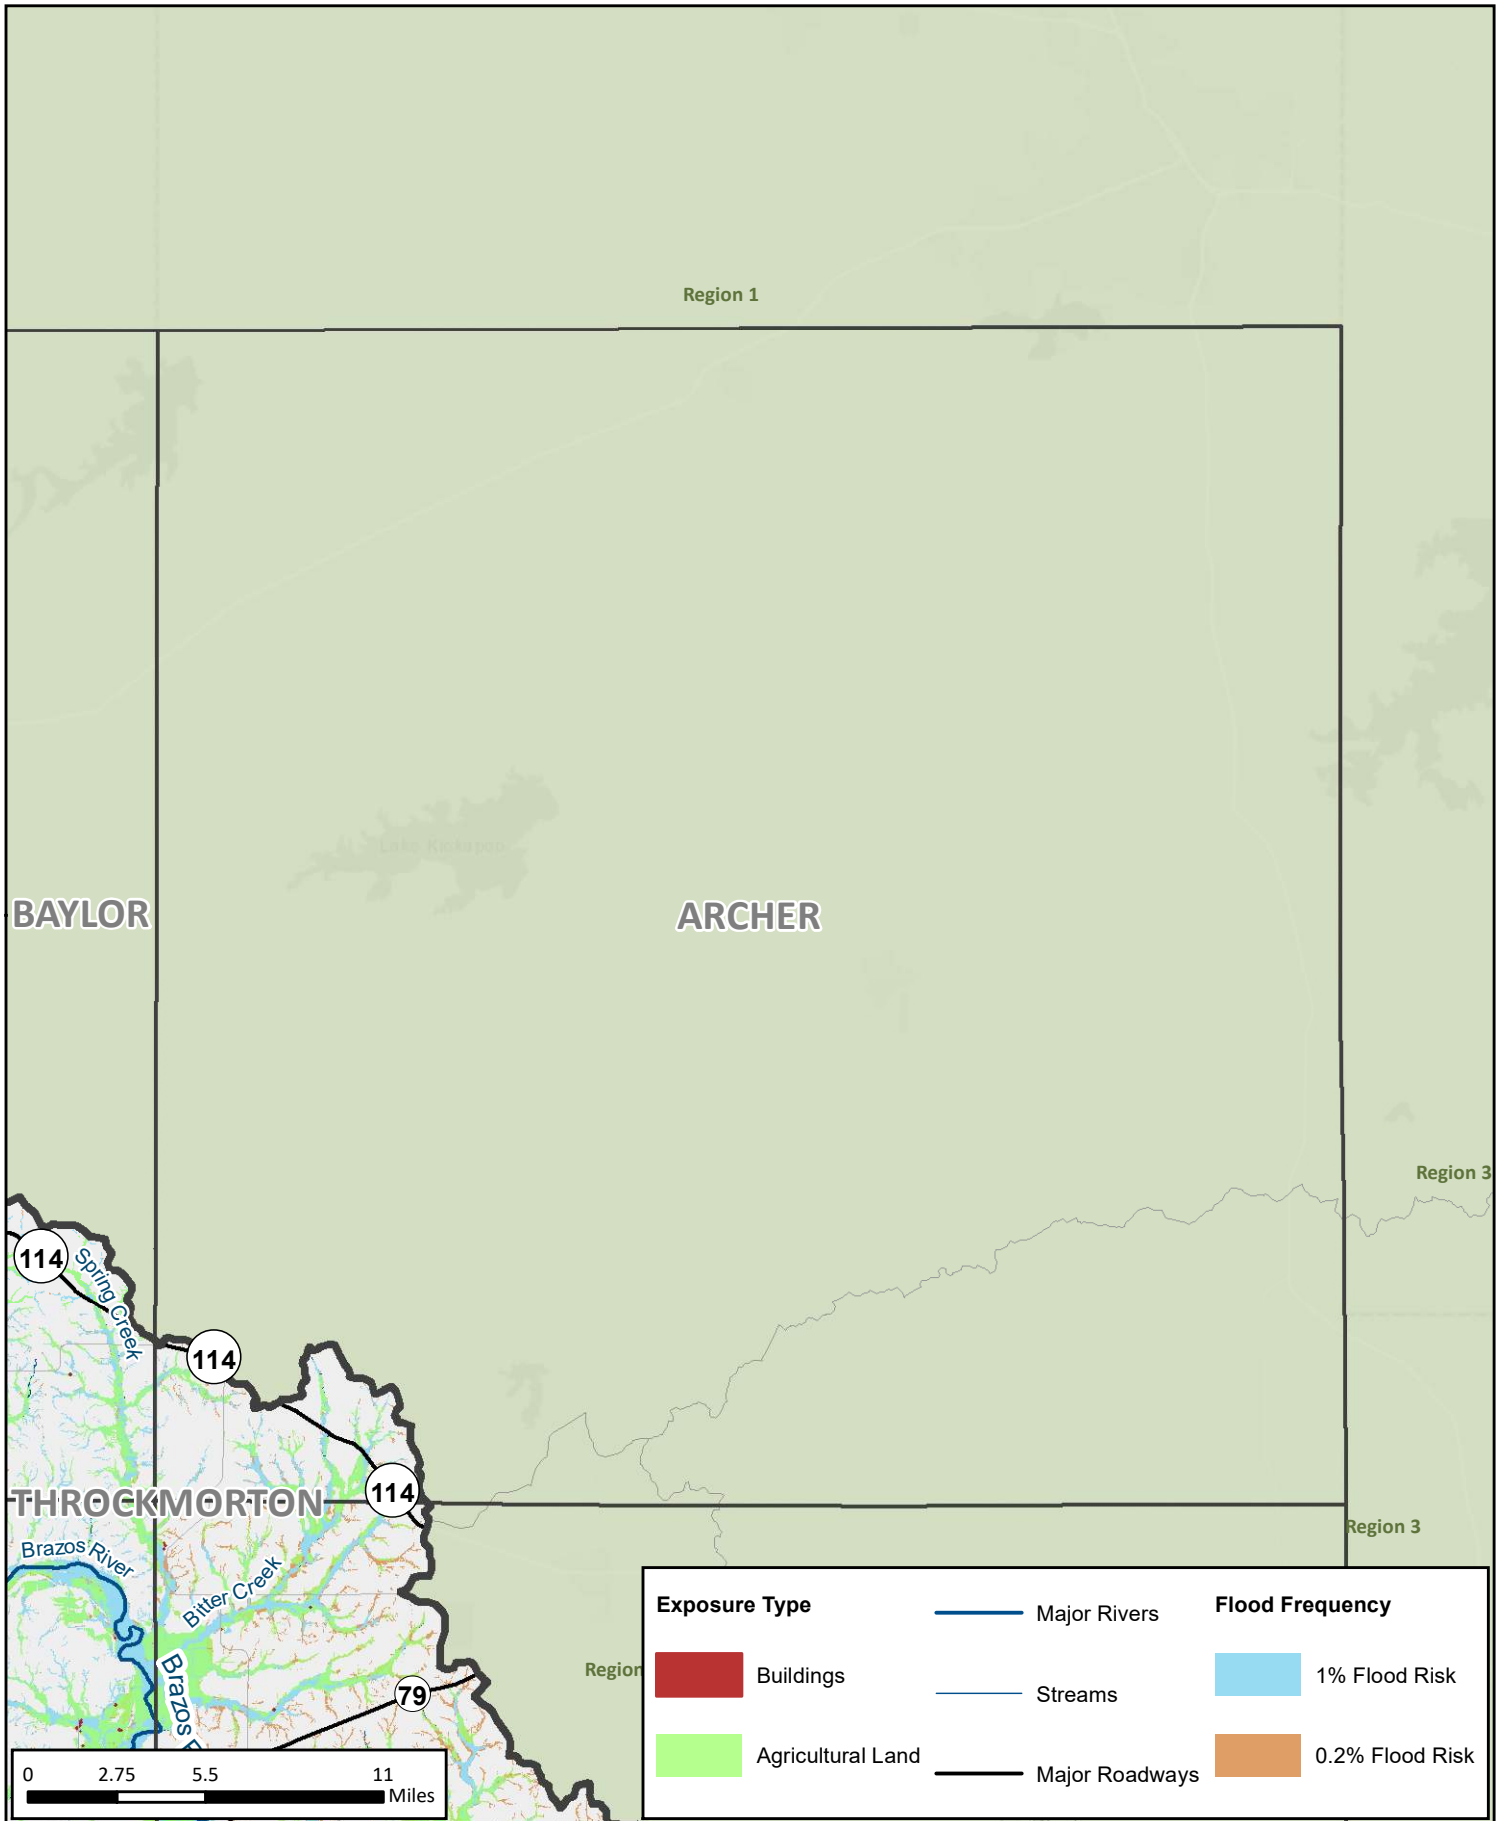 Region 1
Lake Kickapoo
BAYLOR
ARCHER
Region 3
114
Spring Creek
114
114
THROCKMORTON
Region 3
Brazos River
Bitter Creek
Region
Brazos
79
Exposure Type
Buildings
Agricultural Land
Major Rivers
Streams
Major Roadways
Flood Frequency
1% Flood Risk
0.2% Flood Risk
0 2.75 5.5 11
Miles